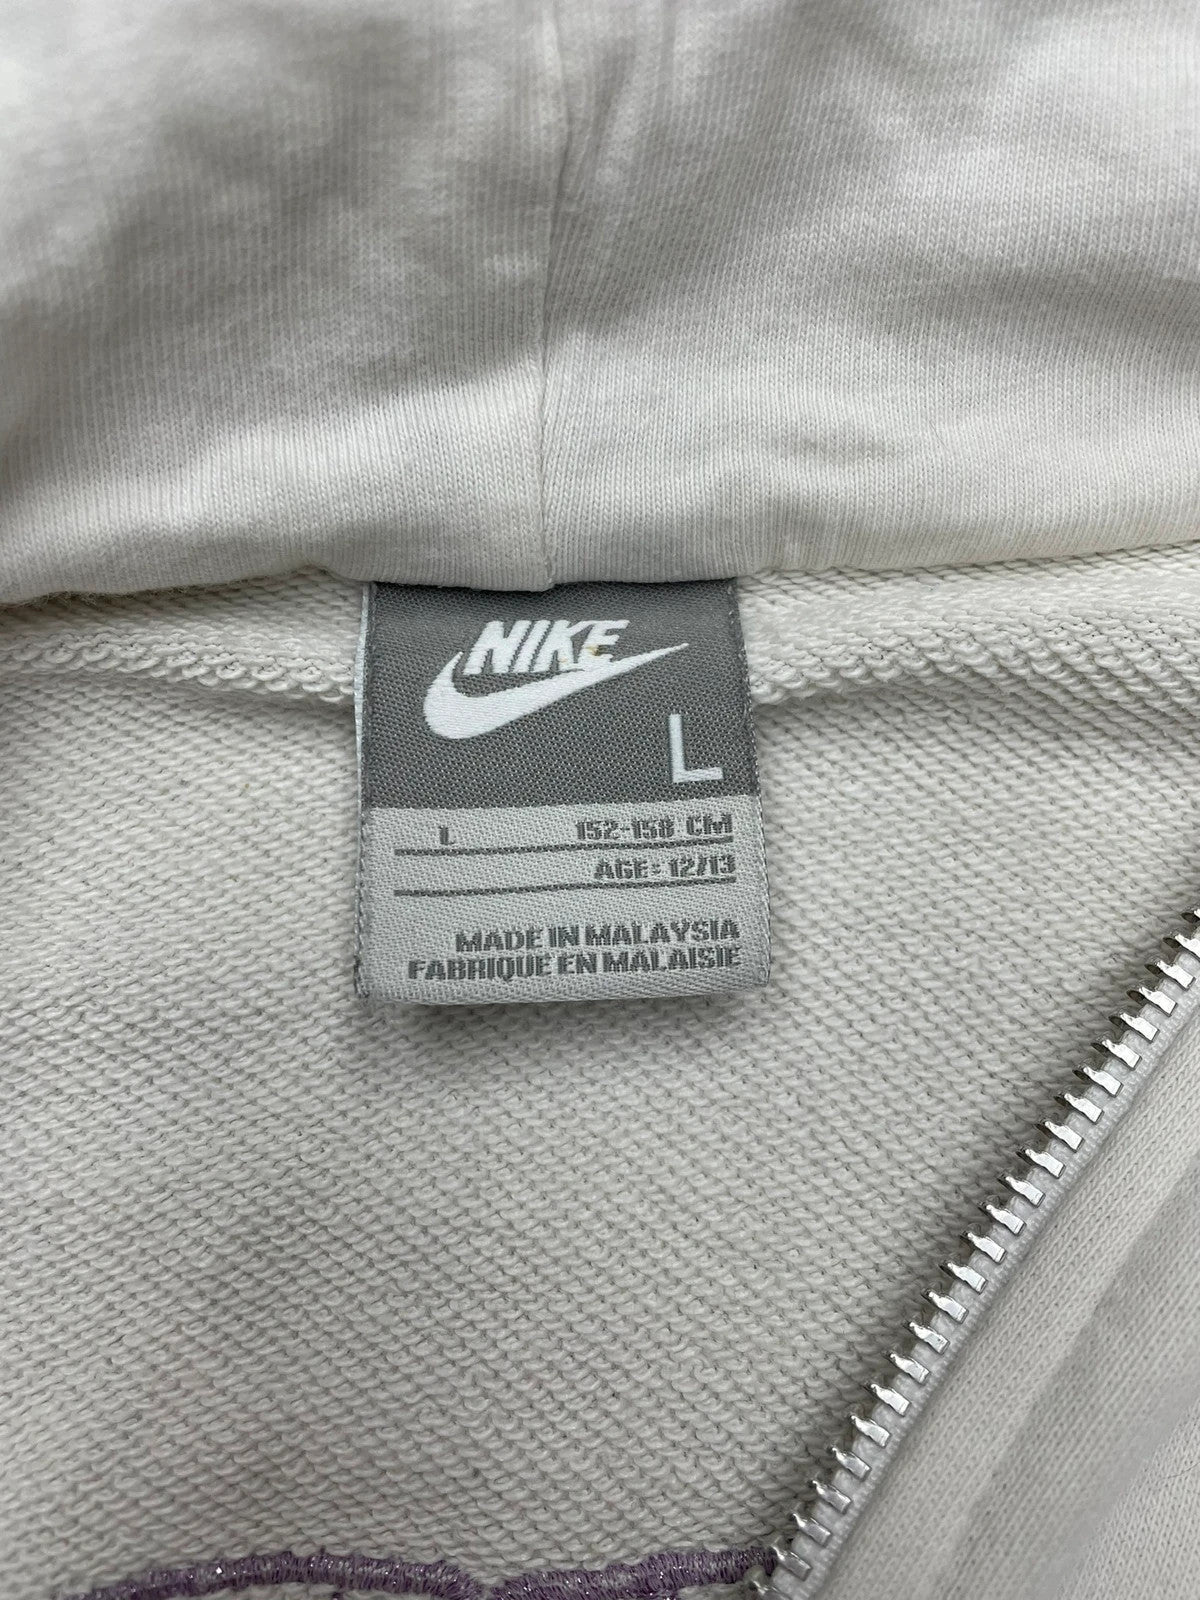 NIKE
L
L 152-158 CM
AGE: 12/13
MADE IN MALAYSIA
FABRIQUE EN MALAISIE